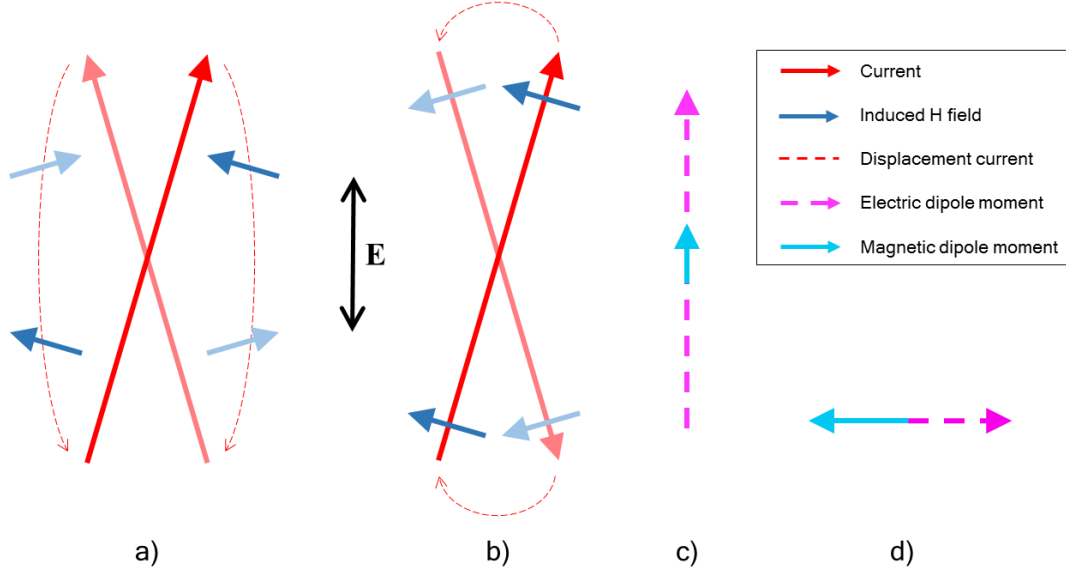 Current
Induced H field
Displacement current
Electric dipole moment
Magnetic dipole moment
E
a)
b)
c)
d)